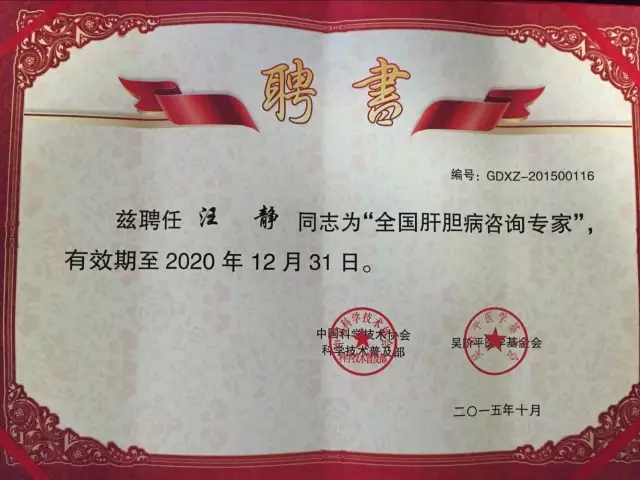 聘書
编号：GDXZ-201500116
兹聘任 汪 静 同志为“全国肝胆病咨询专家”，
有效期至 2020 年 12 月 31 日。
中国科学技术协会 吴阶平医学基金会
科学技术普及部
二〇一五年十月